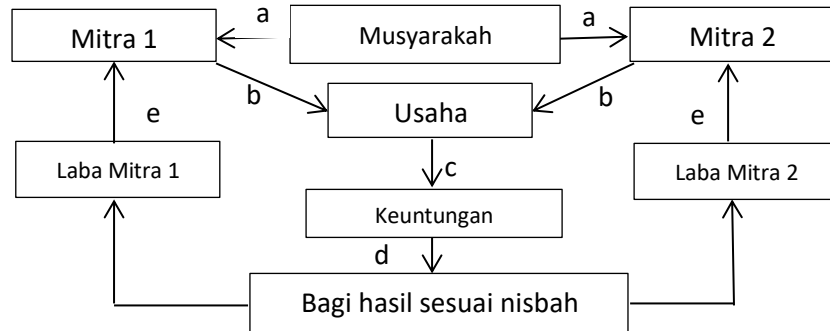 a
a
Mitra 1
Musyarakah
Mitra 2
b
b
Usaha
e
e
Laba Mitra 1
c
Laba Mitra 2
Keuntungan
d
Bagi hasil sesuai nisbah